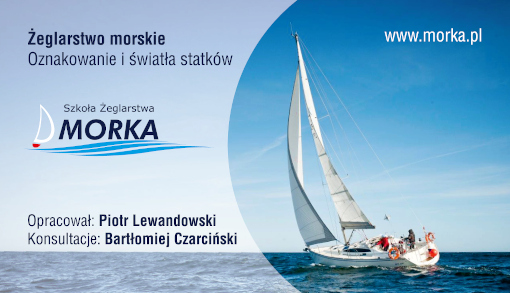 Żeglarstwo morskie
Oznakowanie i światła statków
www.morka.pl
Szkoła Żeglarstwa
MORKA
Opracował: Piotr Lewandowski
Konsultacje: Bartłomiej Czarciński